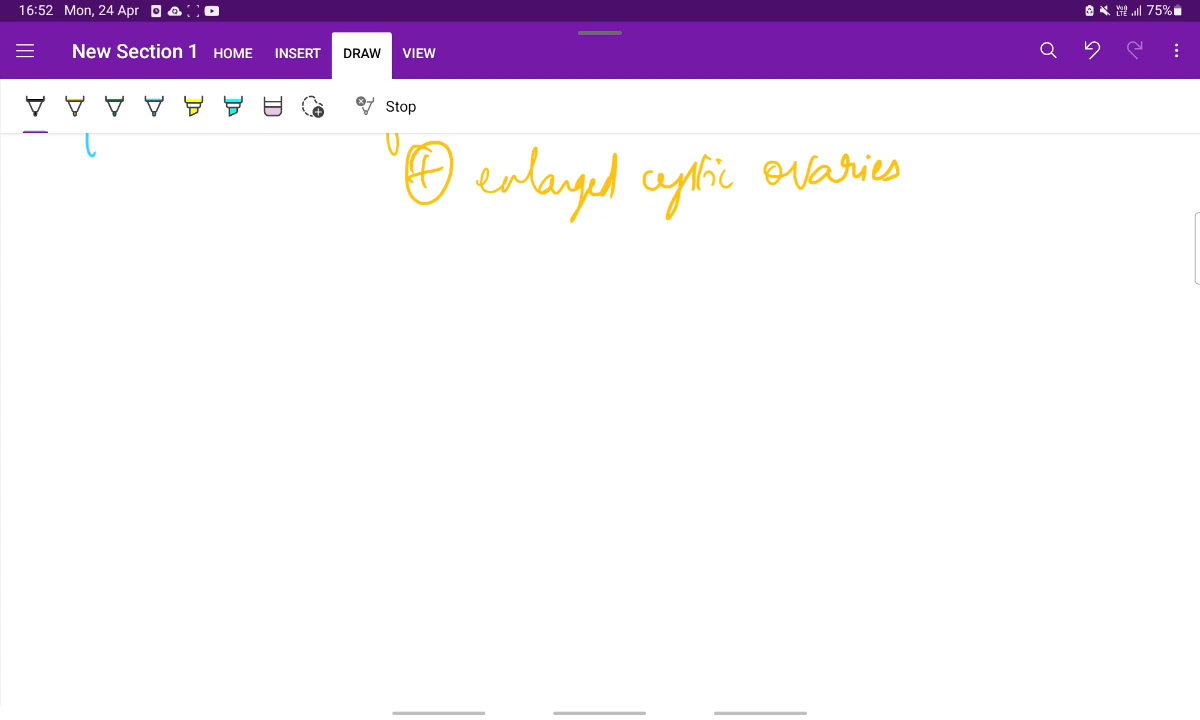 16:52 Mon, 24 Apr 75%
New Section 1 HOME INSERT DRAW VIEW
Stop
⊕ enlarged cystic ovaries